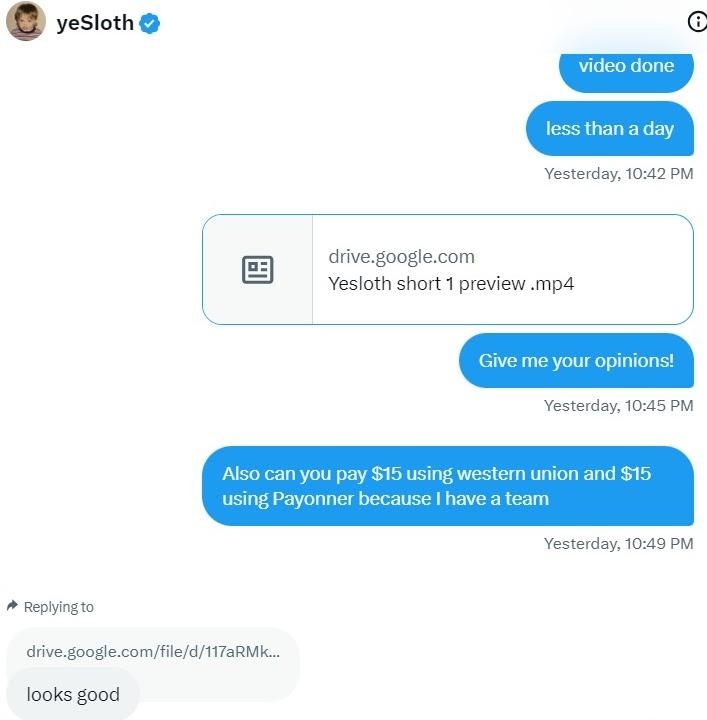 yeSloth
video done
less than a day
Yesterday, 10:42 PM
drive.google.com
Yesloth short 1 preview .mp4
Give me your opinions!
Yesterday, 10:45 PM
Also can you pay $15 using western union and $15
using Payonner because I have a team
Yesterday, 10:49 PM
Replying to
drive.google.com/file/d/117aRMk...
looks good